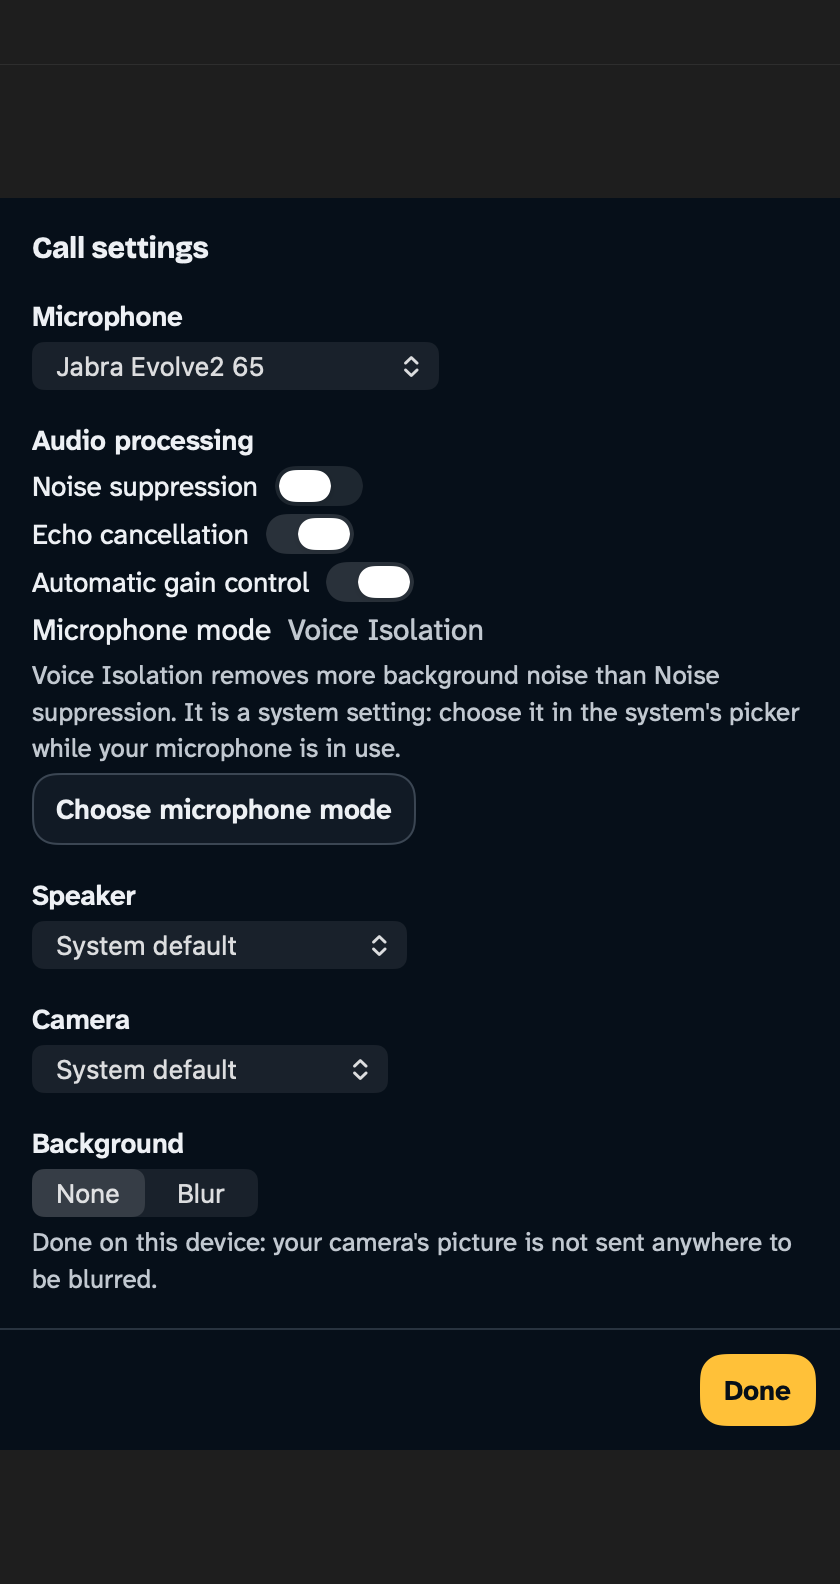 Call settings
Microphone
Jabra Evolve2 65
Audio processing
Noise suppression
Echo cancellation
Automatic gain control
Microphone mode Voice Isolation
Voice Isolation removes more background noise than Noise
suppression. It is a system setting: choose it in the system's picker
while your microphone is in use.
Choose microphone mode
Speaker
System default
Camera
System default
Background
None Blur
Done on this device: your camera's picture is not sent anywhere to
be blurred.
Done